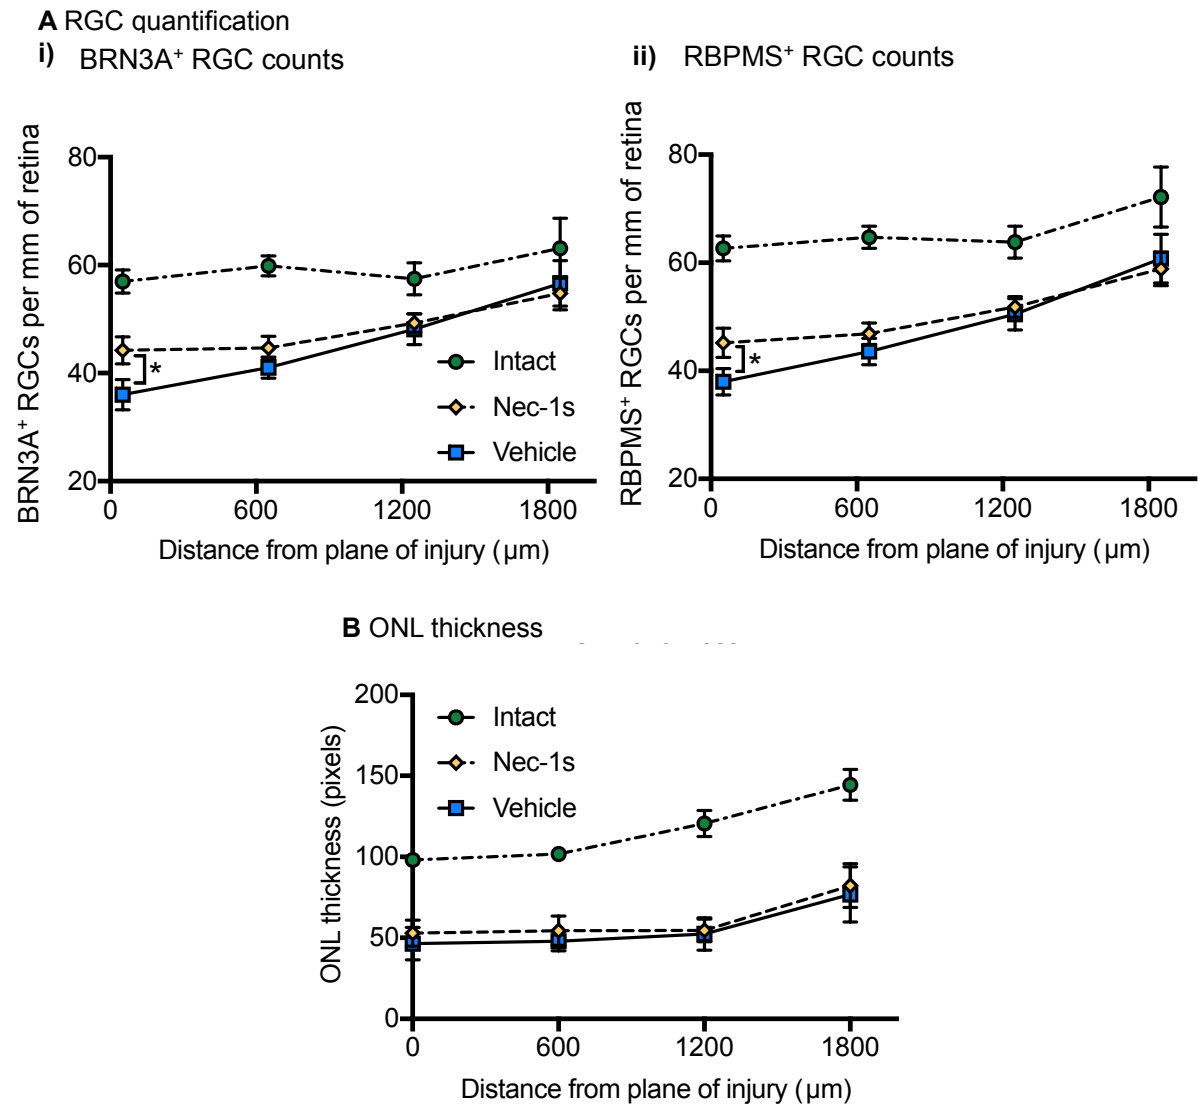 A RGC quantification
i) BRN3A+ RGC counts
BRN3A+ RGCs per mm of retina
80
60
40
20
*
Intact
Nec-1s
Vehicle
0 600 1200 1800
Distance from plane of injury (µm)
ii) RBPMS+ RGC counts
RBPMS+ RGCs per mm of retina
80
60
40
20
*
0 600 1200 1800
Distance from plane of injury (µm)
B ONL thickness
ONL thickness (pixels)
200
150
100
50
0
Intact
Nec-1s
Vehicle
0 600 1200 1800
Distance from plane of injury (µm)